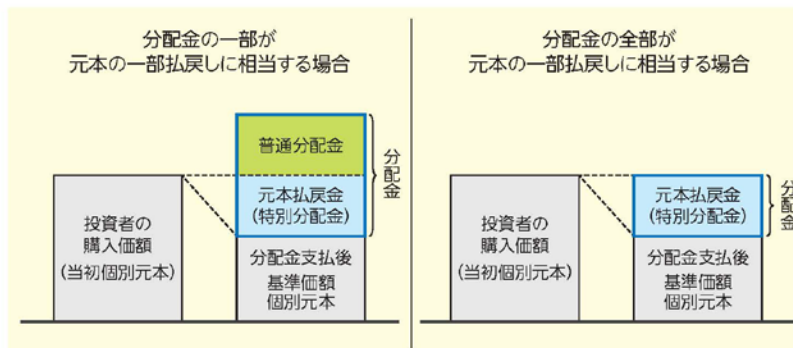 分配金の一部が
元本の一部払戻しに相当する場合
普通分配金
元本払戻金
(特別分配金)
分配金
投資者の
購入価額
(当初個別元本)
分配金支払後
基準価額
個別元本
分配金の全部が
元本の一部払戻しに相当する場合
元本払戻金
(特別分配金)
分配金
投資者の
購入価額
(当初個別元本)
分配金支払後
基準価額
個別元本